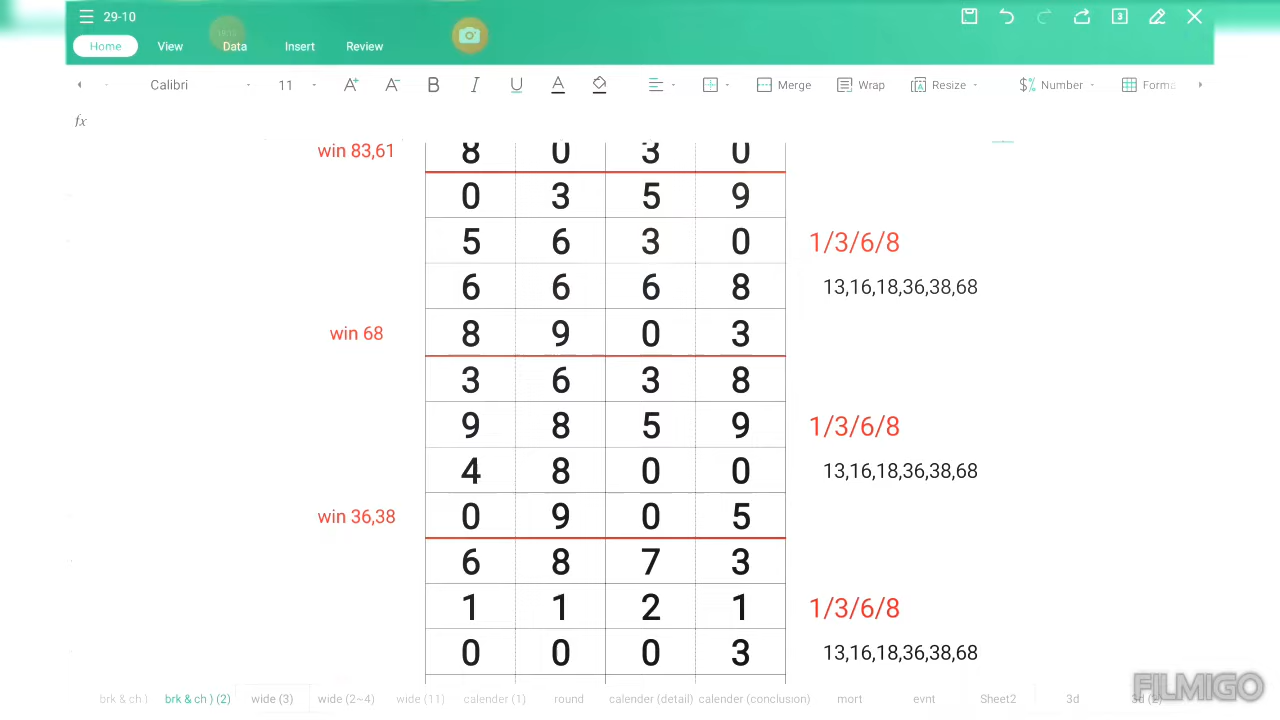 29-10
3
Home View Data Insert Review
Calibri 11 A+ A- B I U A Merge Wrap Resize $% Number Forma
fx
win 83,61 8 0 3 0
0 3 5 9
5 6 3 0 1/3/6/8
6 6 6 8 13,16,18,36,38,68
win 68 8 9 0 3
3 6 3 8
9 8 5 9 1/3/6/8
4 8 0 0 13,16,18,36,38,68
win 36,38 0 9 0 5
6 8 7 3
1 1 2 1 1/3/6/8
0 0 0 3 13,16,18,36,38,68
brk & ch ) brk & ch ) (2) wide (3) wide (2~4) wide (11) calender (1) round calender (detail) calender (conclusion) mort evnt Sheet2 3d 3d (2)
FILMIGO